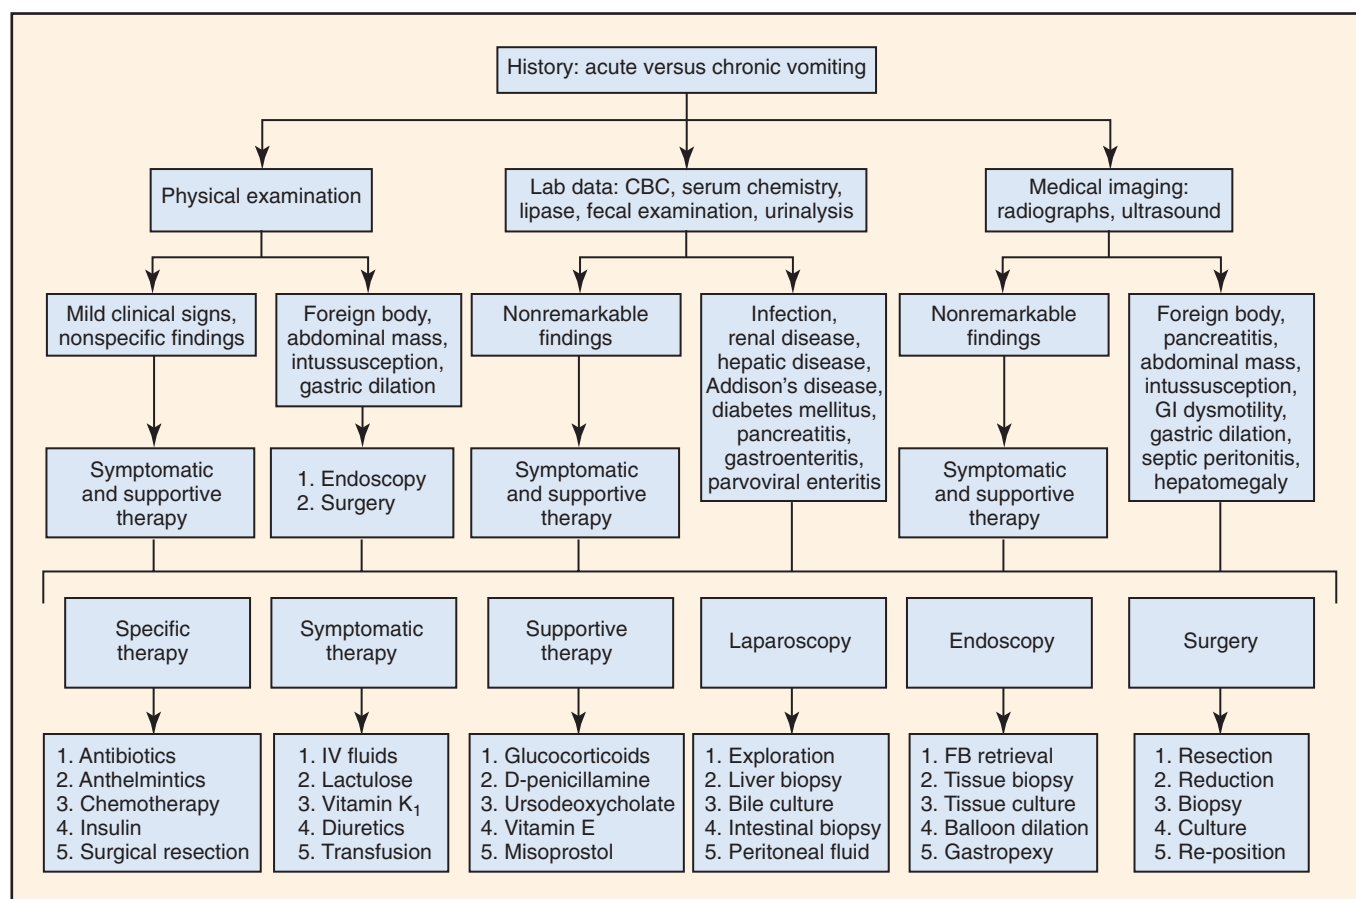 History: acute versus chronic vomiting
Physical examination
Lab data: CBC, serum chemistry,
lipase, fecal examination, urinalysis
Medical imaging:
radiographs, ultrasound
Mild clinical signs,
nonspecific findings
Foreign body,
abdominal mass,
intussusception,
gastric dilation
Nonremarkable
findings
Infection,
renal disease,
hepatic disease,
Addison's disease,
diabetes mellitus,
pancreatitis,
gastroenteritis,
parvoviral enteritis
Nonremarkable
findings
Foreign body,
pancreatitis,
abdominal mass,
intussusception,
GI dysmotility,
gastric dilation,
septic peritonitis,
hepatomegaly
Symptomatic
and supportive
therapy
1. Endoscopy
2. Surgery
Symptomatic
and supportive
therapy
Symptomatic
and supportive
therapy
Specific
therapy
Symptomatic
therapy
Supportive
therapy
Laparoscopy
Endoscopy
Surgery
1. Antibiotics
2. Anthelmintics
3. Chemotherapy
4. Insulin
5. Surgical resection
1. IV fluids
2. Lactulose
3. Vitamin K1
4. Diuretics
5. Transfusion
1. Glucocorticoids
2. D-penicillamine
3. Ursodeoxycholate
4. Vitamin E
5. Misoprostol
1. Exploration
2. Liver biopsy
3. Bile culture
4. Intestinal biopsy
5. Peritoneal fluid
1. FB retrieval
2. Tissue biopsy
3. Tissue culture
4. Balloon dilation
5. Gastropexy
1. Resection
2. Reduction
3. Biopsy
4. Culture
5. Re-position